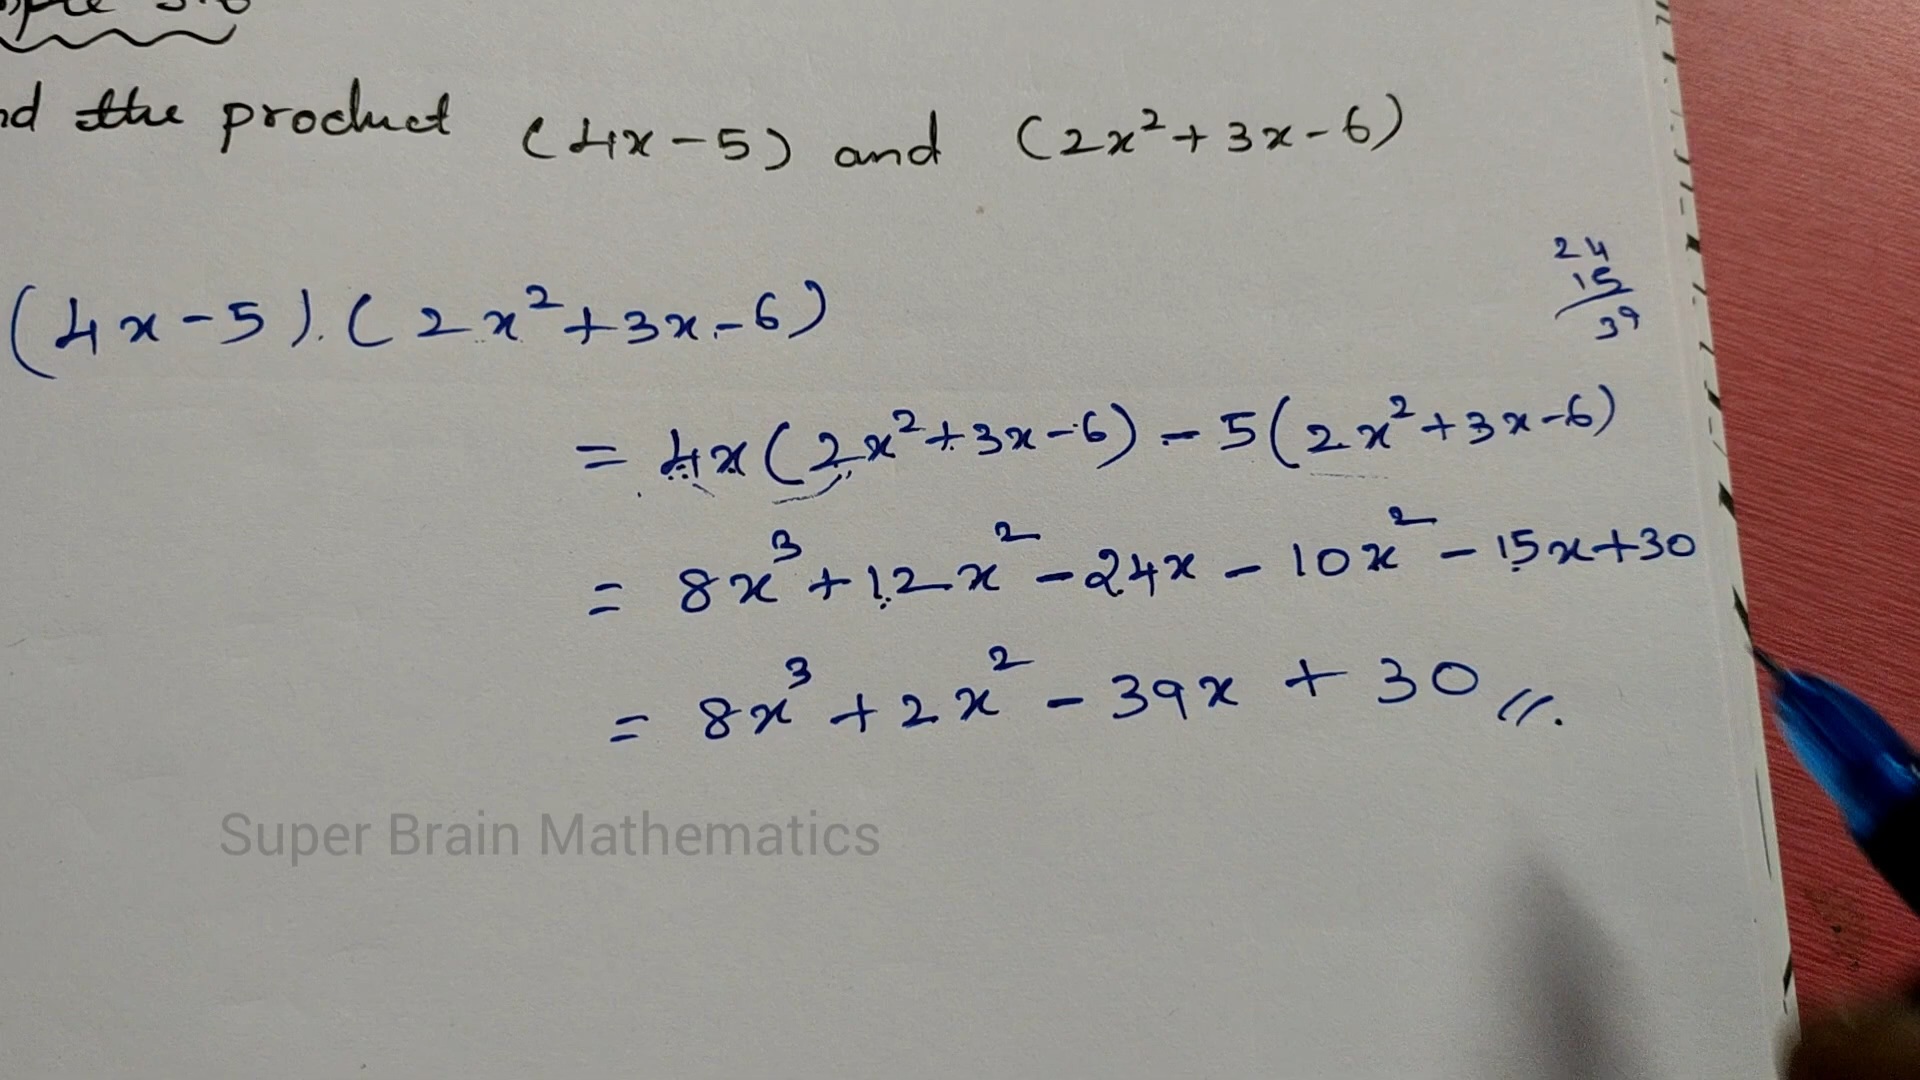 the product (4x-5) and (2x²+3x-6)
24
15
39
(4x-5).(2x²+3x-6)
= 4x(2x²+3x-6) - 5(2x²+3x-6)
= 8x³+12x²-24x-10x²-15x+30
= 8x³+2x²-39x+30//.
Super Brain Mathematics